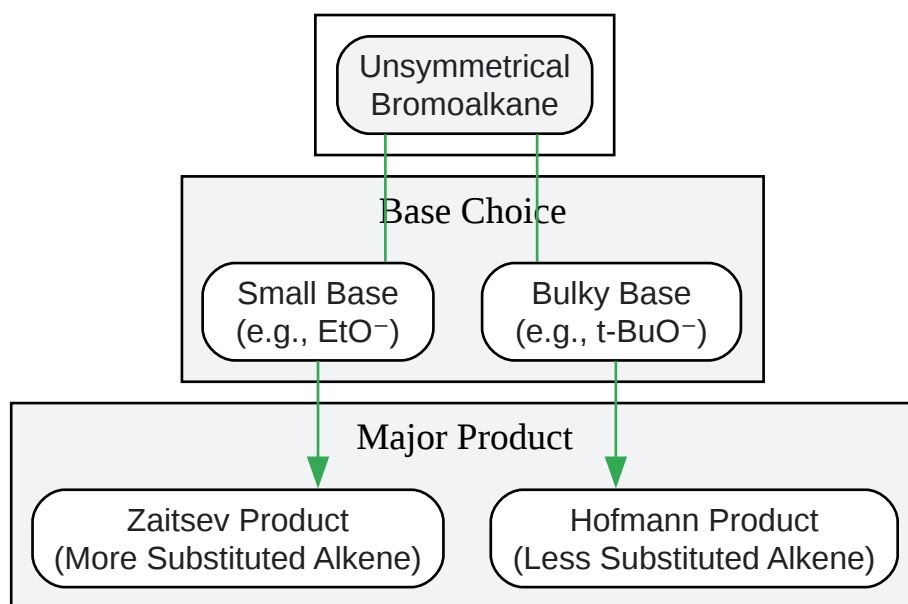 Unsymmetrical
Bromoalkane
Base Choice
Small Base
(e.g., EtO⁻)
Bulky Base
(e.g., t-BuO⁻)
Major Product
Zaitsev Product
(More Substituted Alkene)
Hofmann Product
(Less Substituted Alkene)